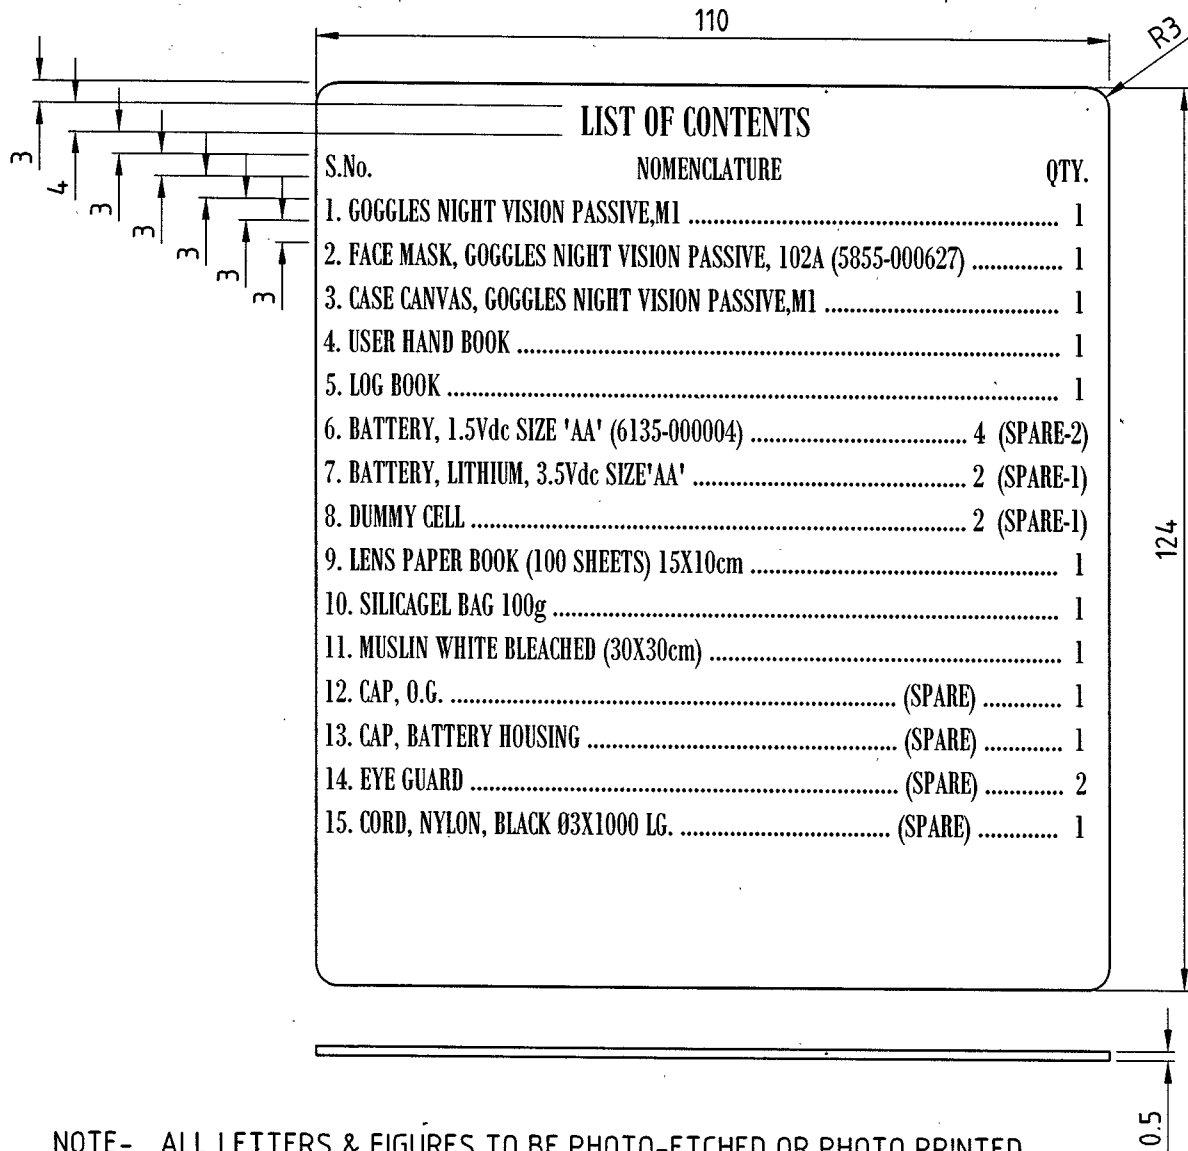 110
R3
3
4
3
3
3
3
3
LIST OF CONTENTS
S.No. NOMENCLATURE QTY.
1. GOGGLES NIGHT VISION PASSIVE,M1 ........ 1
2. FACE MASK, GOGGLES NIGHT VISION PASSIVE, 102A (5855-000627) ........ 1
3. CASE CANVAS, GOGGLES NIGHT VISION PASSIVE,M1 ........ 1
4. USER HAND BOOK ........ 1
5. LOG BOOK ........ 1
6. BATTERY, 1.5Vdc SIZE 'AA' (6135-000004) ........ 4 (SPARE-2)
7. BATTERY, LITHIUM, 3.5Vdc SIZE'AA' ........ 2 (SPARE-1)
8. DUMMY CELL ........ 2 (SPARE-1)
9. LENS PAPER BOOK (100 SHEETS) 15X10cm ........ 1
10. SILICAGEL BAG 100g ........ 1
11. MUSLIN WHITE BLEACHED (30X30cm) ........ 1
12. CAP, O.G. ........ (SPARE) ........ 1
13. CAP, BATTERY HOUSING ........ (SPARE) ........ 1
14. EYE GUARD ........ (SPARE) ........ 2
15. CORD, NYLON, BLACK Ø3X1000 LG. ........ (SPARE) ........ 1
124
0.5
NOTE- ALL LETTERS & FIGURES TO BE PHOTO-ETCHED OR PHOTO PRINTED